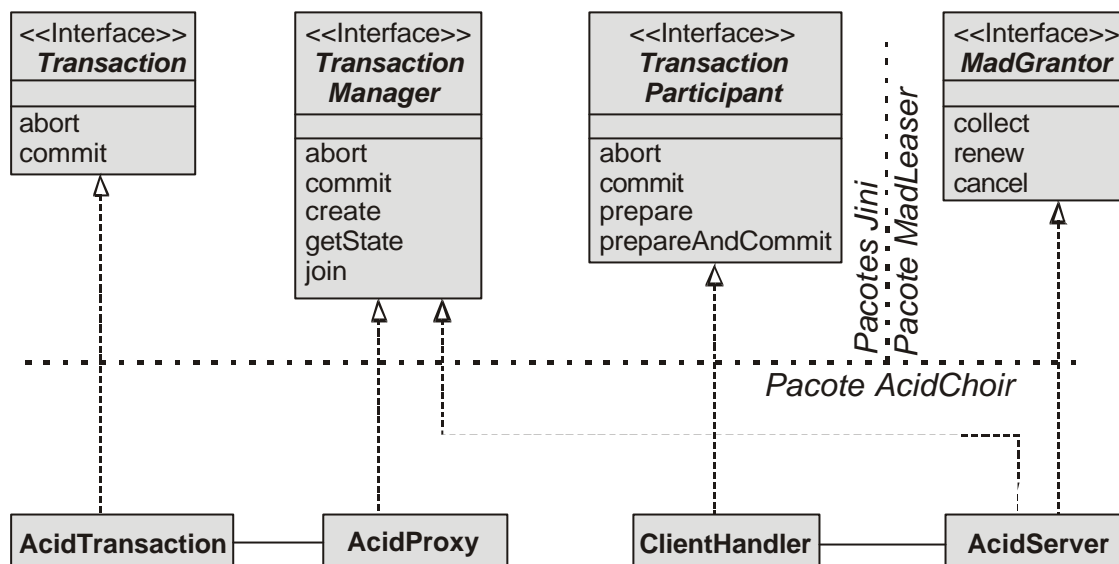 <<Interface>>
Transaction
abort
commit
<<Interface>>
Transaction
Manager
abort
commit
create
getState
join
<<Interface>>
Transaction
Participant
abort
commit
prepare
prepareAndCommit
<<Interface>>
MadGrantor
collect
renew
cancel
Pacotes Jini
Pacote MadLeaser
Pacote AcidChoir
AcidTransaction
AcidProxy
ClientHandler
AcidServer